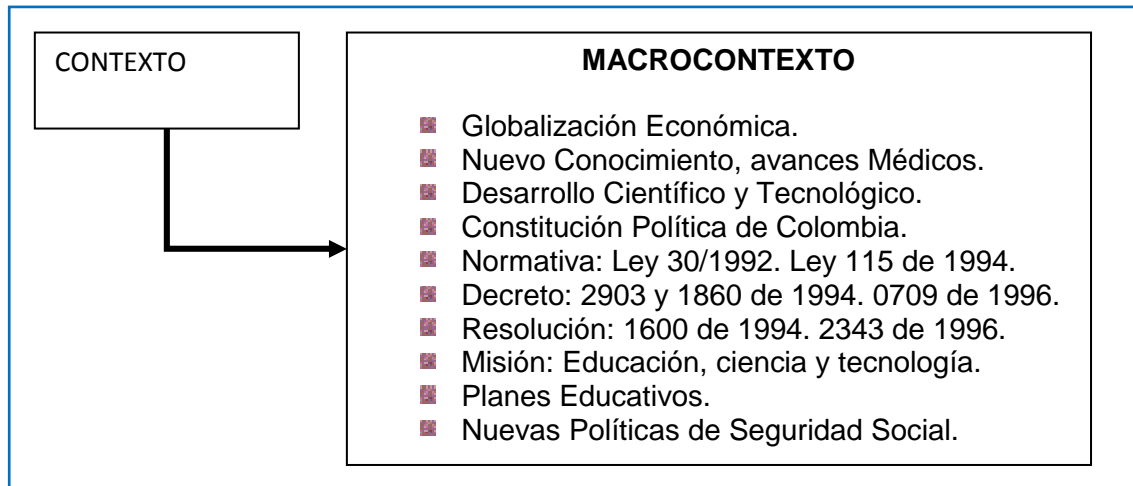 CONTEXTO
MACROCONTEXTO
Globalización Económica.
Nuevo Conocimiento, avances Médicos.
Desarrollo Científico y Tecnológico.
Constitución Política de Colombia.
Normativa: Ley 30/1992. Ley 115 de 1994.
Decreto: 2903 y 1860 de 1994. 0709 de 1996.
Resolución: 1600 de 1994. 2343 de 1996.
Misión: Educación, ciencia y tecnología.
Planes Educativos.
Nuevas Políticas de Seguridad Social.